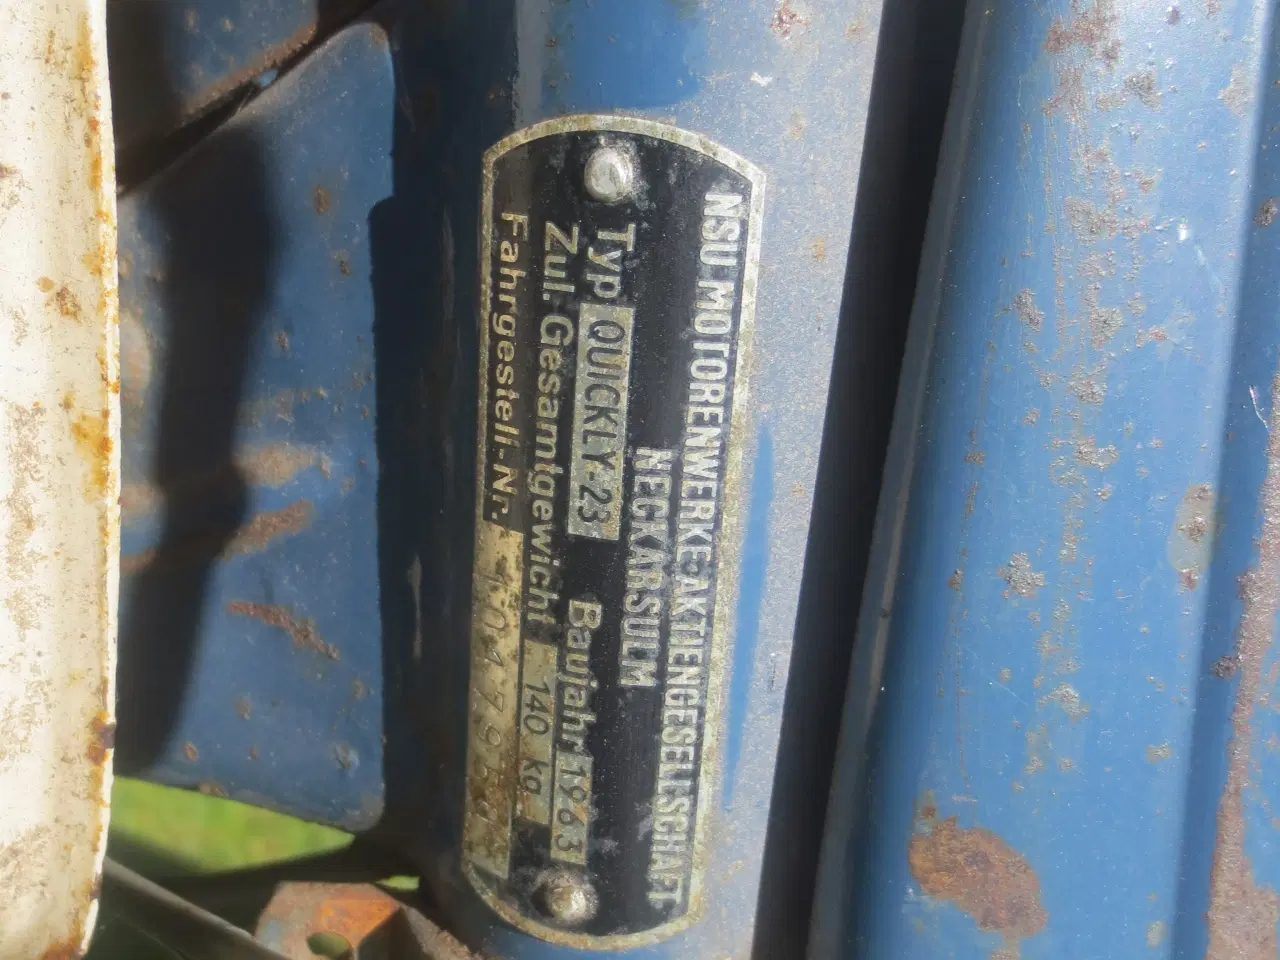 NSU MOTORENWERKE AKTIENGESELLSCHAFT
NECKARSULM
Typ QUICKLY-23 Baujahr 1963
Zul. Gesamtgewicht 140 kg
Fahrgestell-Nr.